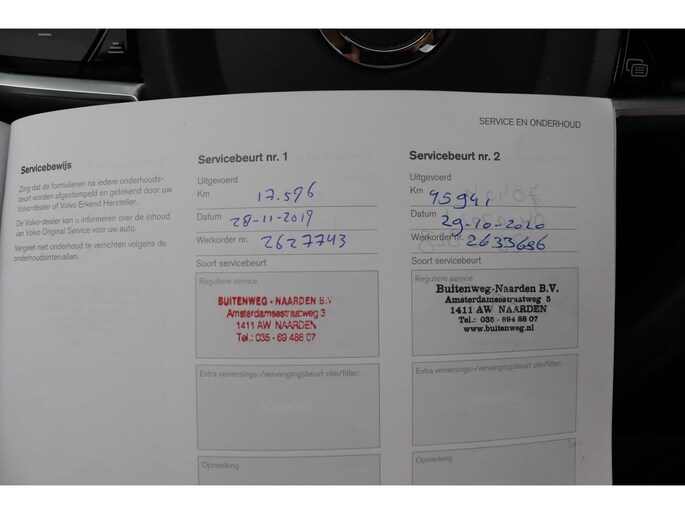 SERVICE EN ONDERHOUD
Servicebewijs
Zorg dat de formulieren na iedere onderhouds-
beurt worden afgestempeld en getekend door uw
Volvo-dealer of Volvo Erkend Hersteller.
De Volvo-dealer kan u informeren over de inhoud
van Volvo Original Service voor uw auto.
Vergeet niet onderhoud te verrichten volgens de
onderhoudsintervallen.
Servicebeurt nr. 1
Uitgevoerd
Km 17.596
Datum 28-11-2019
Werkorder nr. 2627743
Soort servicebeurt
Reguliere service
BUITENWEG - NAARDEN B.V.
Amsterdamsestraatweg 3
1411 AW NAARDEN
Tel.: 035 - 69 488 07
Extra verversings-/vervangingsbeurt olie/filter:
STEMPEL
Opmerking
Servicebeurt nr. 2
Uitgevoerd
Km 45941
Datum 29-10-2020
Werkorder nr. 2633686
Soort servicebeurt
Reguliere service
Buitenweg-Naarden B.V.
Amsterdamsestraatweg 5
1411 AW NAARDEN
Tel.: 035 - 694 88 07
www.buitenweg.nl
Extra verversings-/vervangingsbeurt olie/filter:
Opmerking